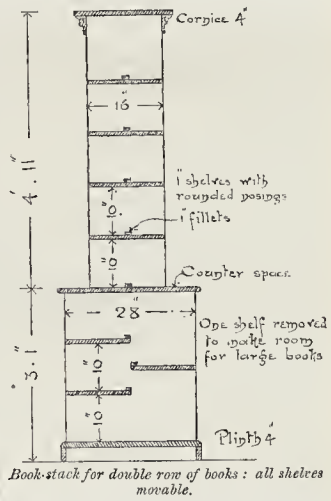 Cornice 4"
16"
1" shelves with
rounded nosings
1" fillets
10"
10"
4'. 11"
Counter space.
28"
One shelf removed
to make room
for large books
10"
10"
3'. 1"
Plinth 4"
Book-stack for double row of books : all shelves
movable.